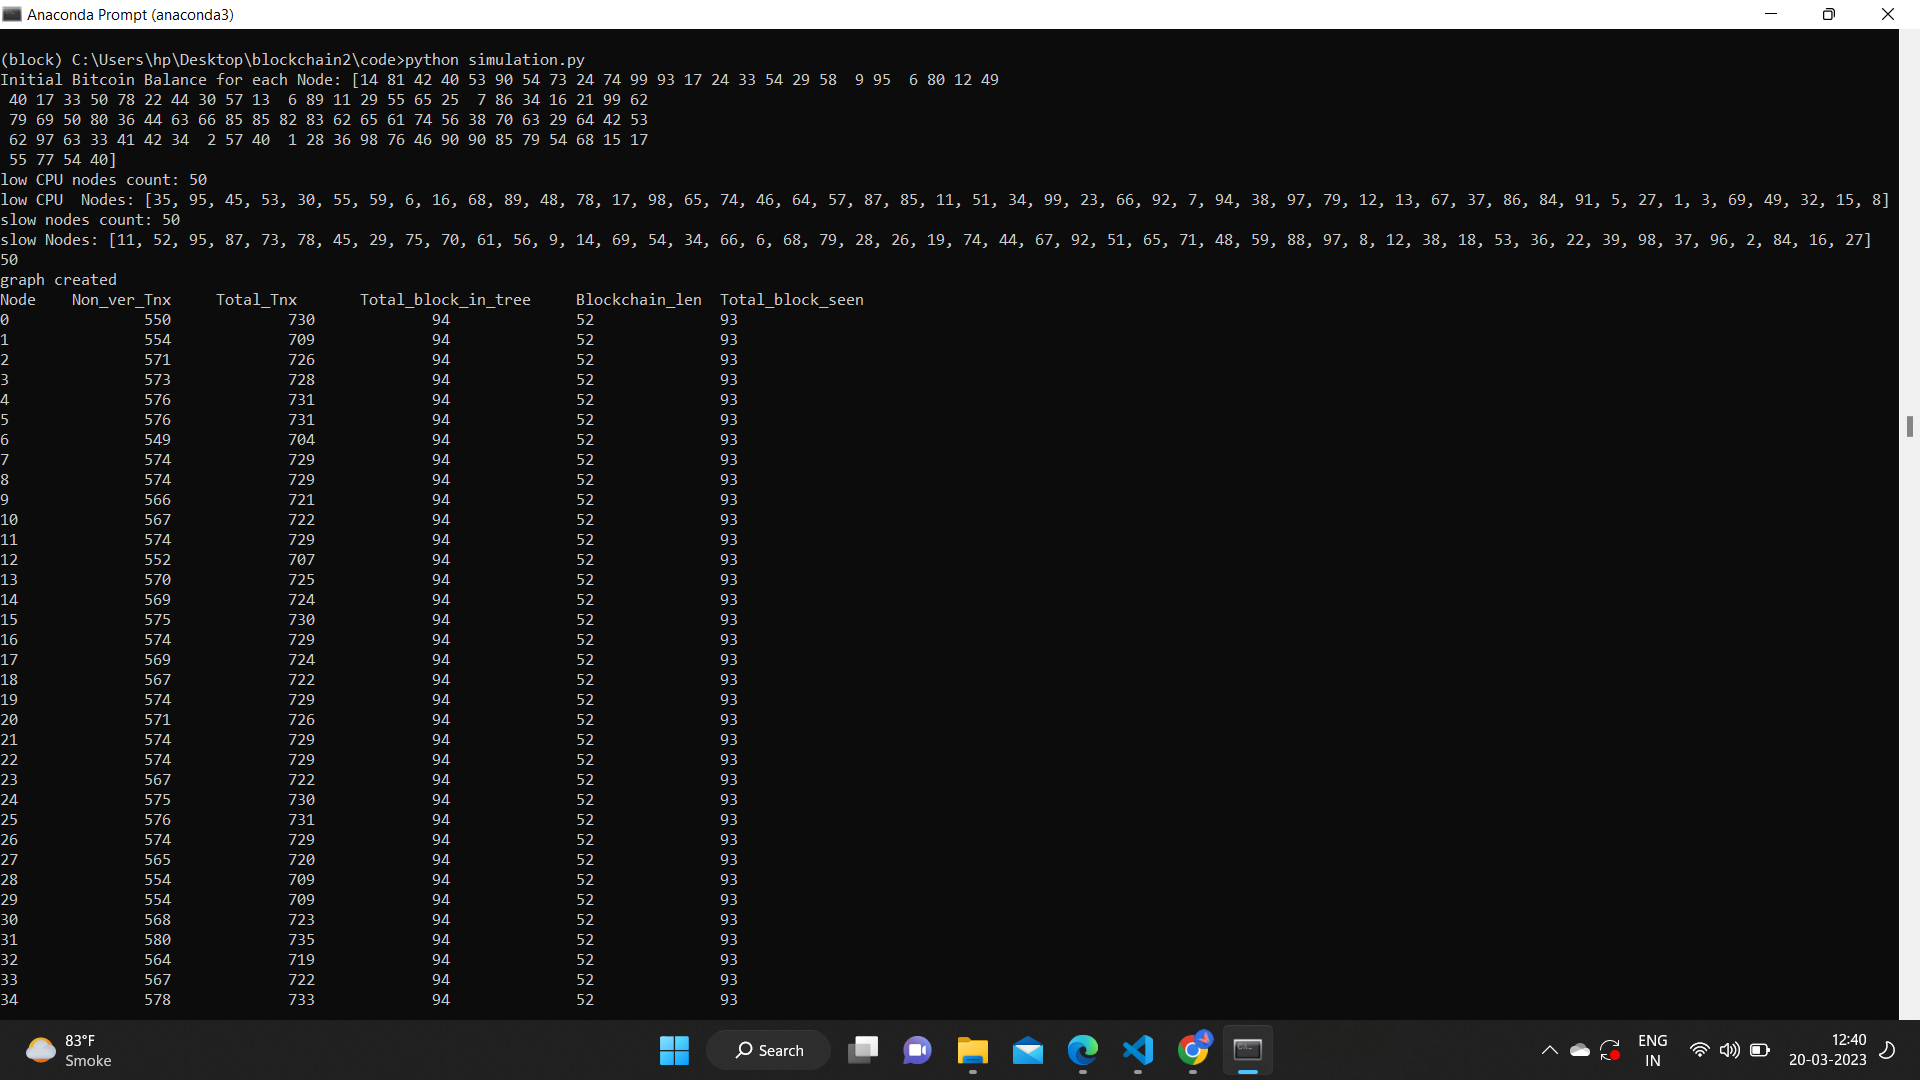 Anaconda Prompt (anaconda3)
(block) C:\Users\hp\Desktop\blockchain2\code>python simulation.py
Initial Bitcoin Balance for each Node: [14 81 42 40 53 90 54 73 24 74 99 93 17 24 33 54 29 58  9 95  6 80 12 49
 40 17 33 50 78 22 44 30 57 13  6 89 11 29 55 65 25  7 86 34 16 21 99 62
 79 69 50 80 36 44 63 66 85 85 82 83 62 65 61 74 56 38 70 63 29 64 42 53
 62 97 63 33 41 42 34  2 57 40  1 28 36 98 76 46 90 90 85 79 54 68 15 17
 55 77 54 40]
low CPU nodes count: 50
low CPU  Nodes: [35, 95, 45, 53, 30, 55, 59, 6, 16, 68, 89, 48, 78, 17, 98, 65, 74, 46, 64, 57, 87, 85, 11, 51, 34, 99, 23, 66, 92, 7, 94, 38, 97, 79, 12, 13, 67, 37, 86, 84, 91, 5, 27, 1, 3, 69, 49, 32, 15, 8]
slow nodes count: 50
slow Nodes: [11, 52, 95, 87, 73, 78, 45, 29, 75, 70, 61, 56, 9, 14, 69, 54, 34, 66, 6, 68, 79, 28, 26, 19, 74, 44, 67, 92, 51, 65, 71, 48, 59, 88, 97, 8, 12, 38, 18, 53, 36, 22, 39, 98, 37, 96, 2, 84, 16, 27]
50
graph created
Node    Non_ver_Tnx     Total_Tnx       Total_block_in_tree     Blockchain_len  Total_block_seen
0               550             730             94              52              93
1               554             709             94              52              93
2               571             726             94              52              93
3               573             728             94              52              93
4               576             731             94              52              93
5               576             731             94              52              93
6               549             704             94              52              93
7               574             729             94              52              93
8               574             729             94              52              93
9               566             721             94              52              93
10              567             722             94              52              93
11              574             729             94              52              93
12              552             707             94              52              93
13              570             725             94              52              93
14              569             724             94              52              93
15              575             730             94              52              93
16              574             729             94              52              93
17              569             724             94              52              93
18              567             722             94              52              93
19              574             729             94              52              93
20              571             726             94              52              93
21              574             729             94              52              93
22              574             729             94              52              93
23              567             722             94              52              93
24              575             730             94              52              93
25              576             731             94              52              93
26              574             729             94              52              93
27              565             720             94              52              93
28              554             709             94              52              93
29              554             709             94              52              93
30              568             723             94              52              93
31              580             735             94              52              93
32              564             719             94              52              93
33              567             722             94              52              93
34              578             733             94              52              93
83°F
Smoke
Search
ENG
IN
12:40
20-03-2023